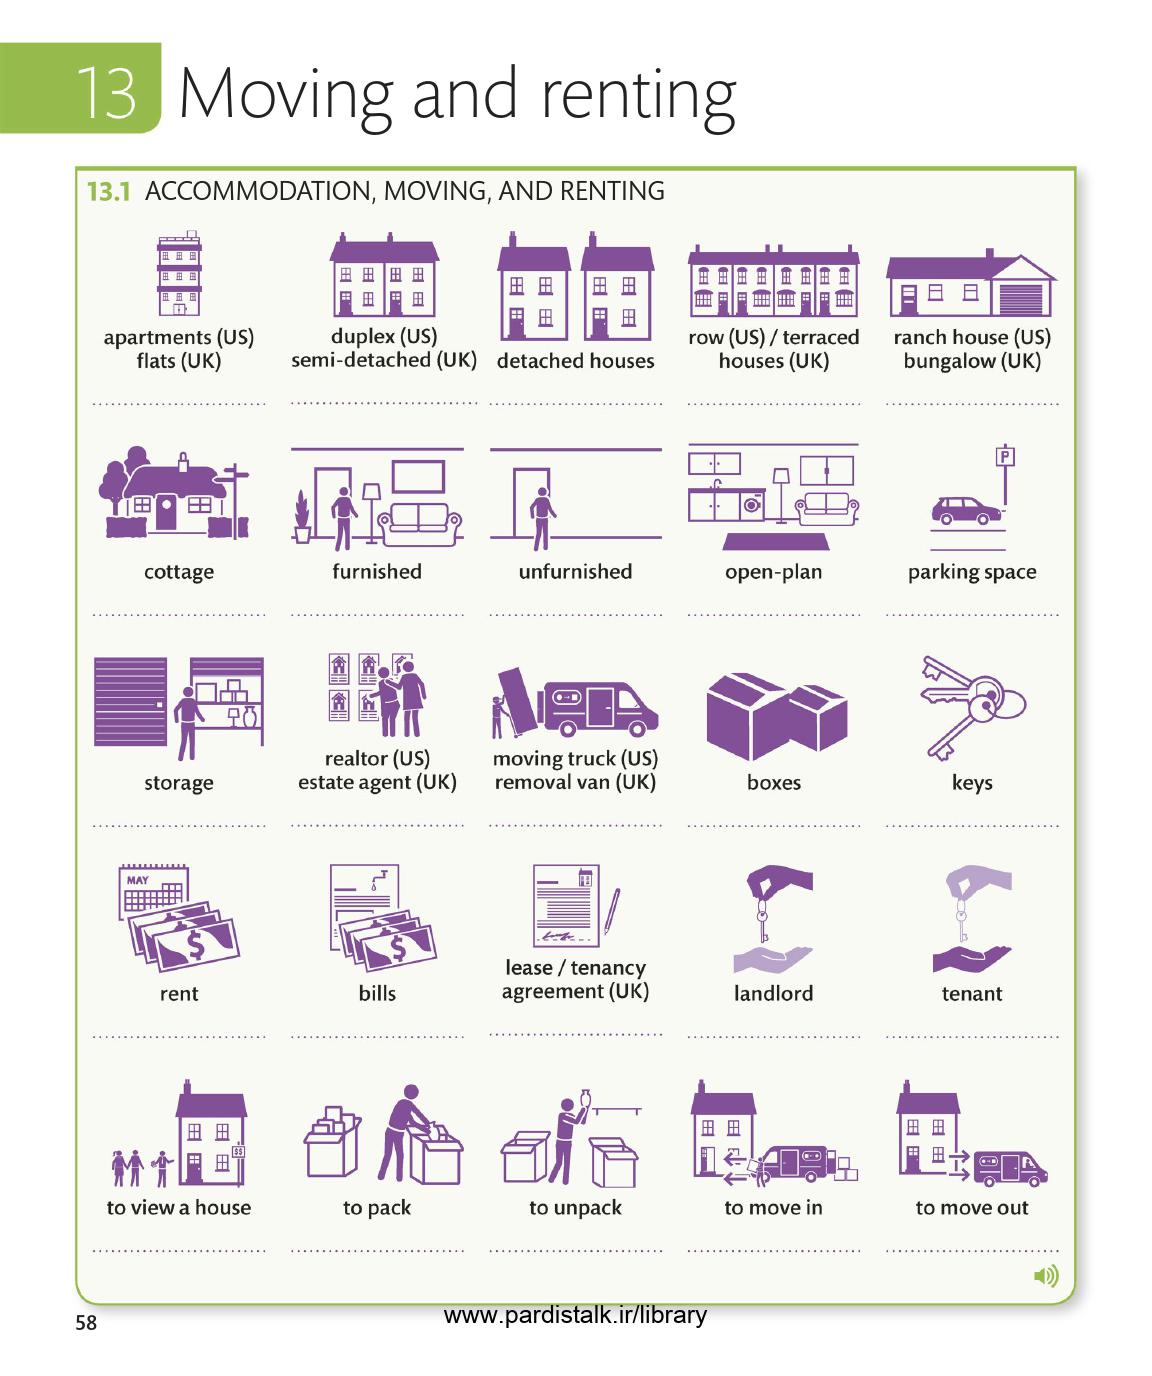 13 Moving and renting
13.1 ACCOMMODATION, MOVING, AND RENTING
apartments (US)
flats (UK)
duplex (US)
semi-detached (UK)
detached houses
row (US) / terraced
houses (UK)
ranch house (US)
bungalow (UK)
cottage
furnished
unfurnished
open-plan
P
parking space
storage
realtor (US)
estate agent (UK)
moving truck (US)
removal van (UK)
boxes
keys
MAY
$
rent
$
bills
lease / tenancy
agreement (UK)
landlord
tenant
$$
to view a house
to pack
to unpack
to move in
to move out
58
www.pardistalk.ir/library